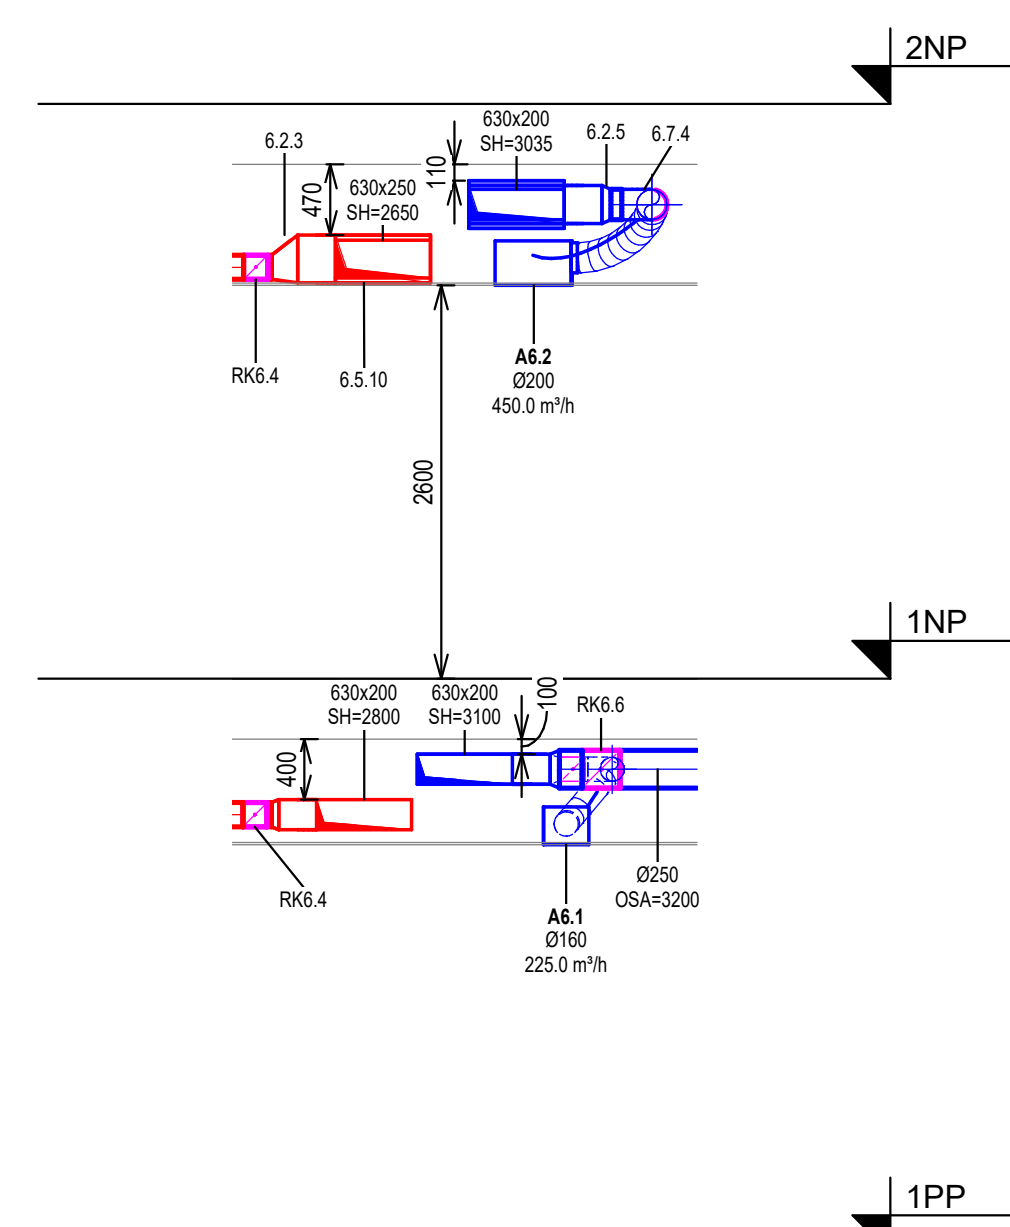 2NP
630x200
SH=3035
6.2.5
6.7.4
6.2.3
110
470
630x250
SH=2650
RK6.4
6.5.10
A6.2
Ø200
450.0 m³/h
2600
1NP
630x200
SH=2800
630x200
SH=3100
100
RK6.6
400
RK6.4
Ø250
OSA=3200
A6.1
Ø160
225.0 m³/h
1PP